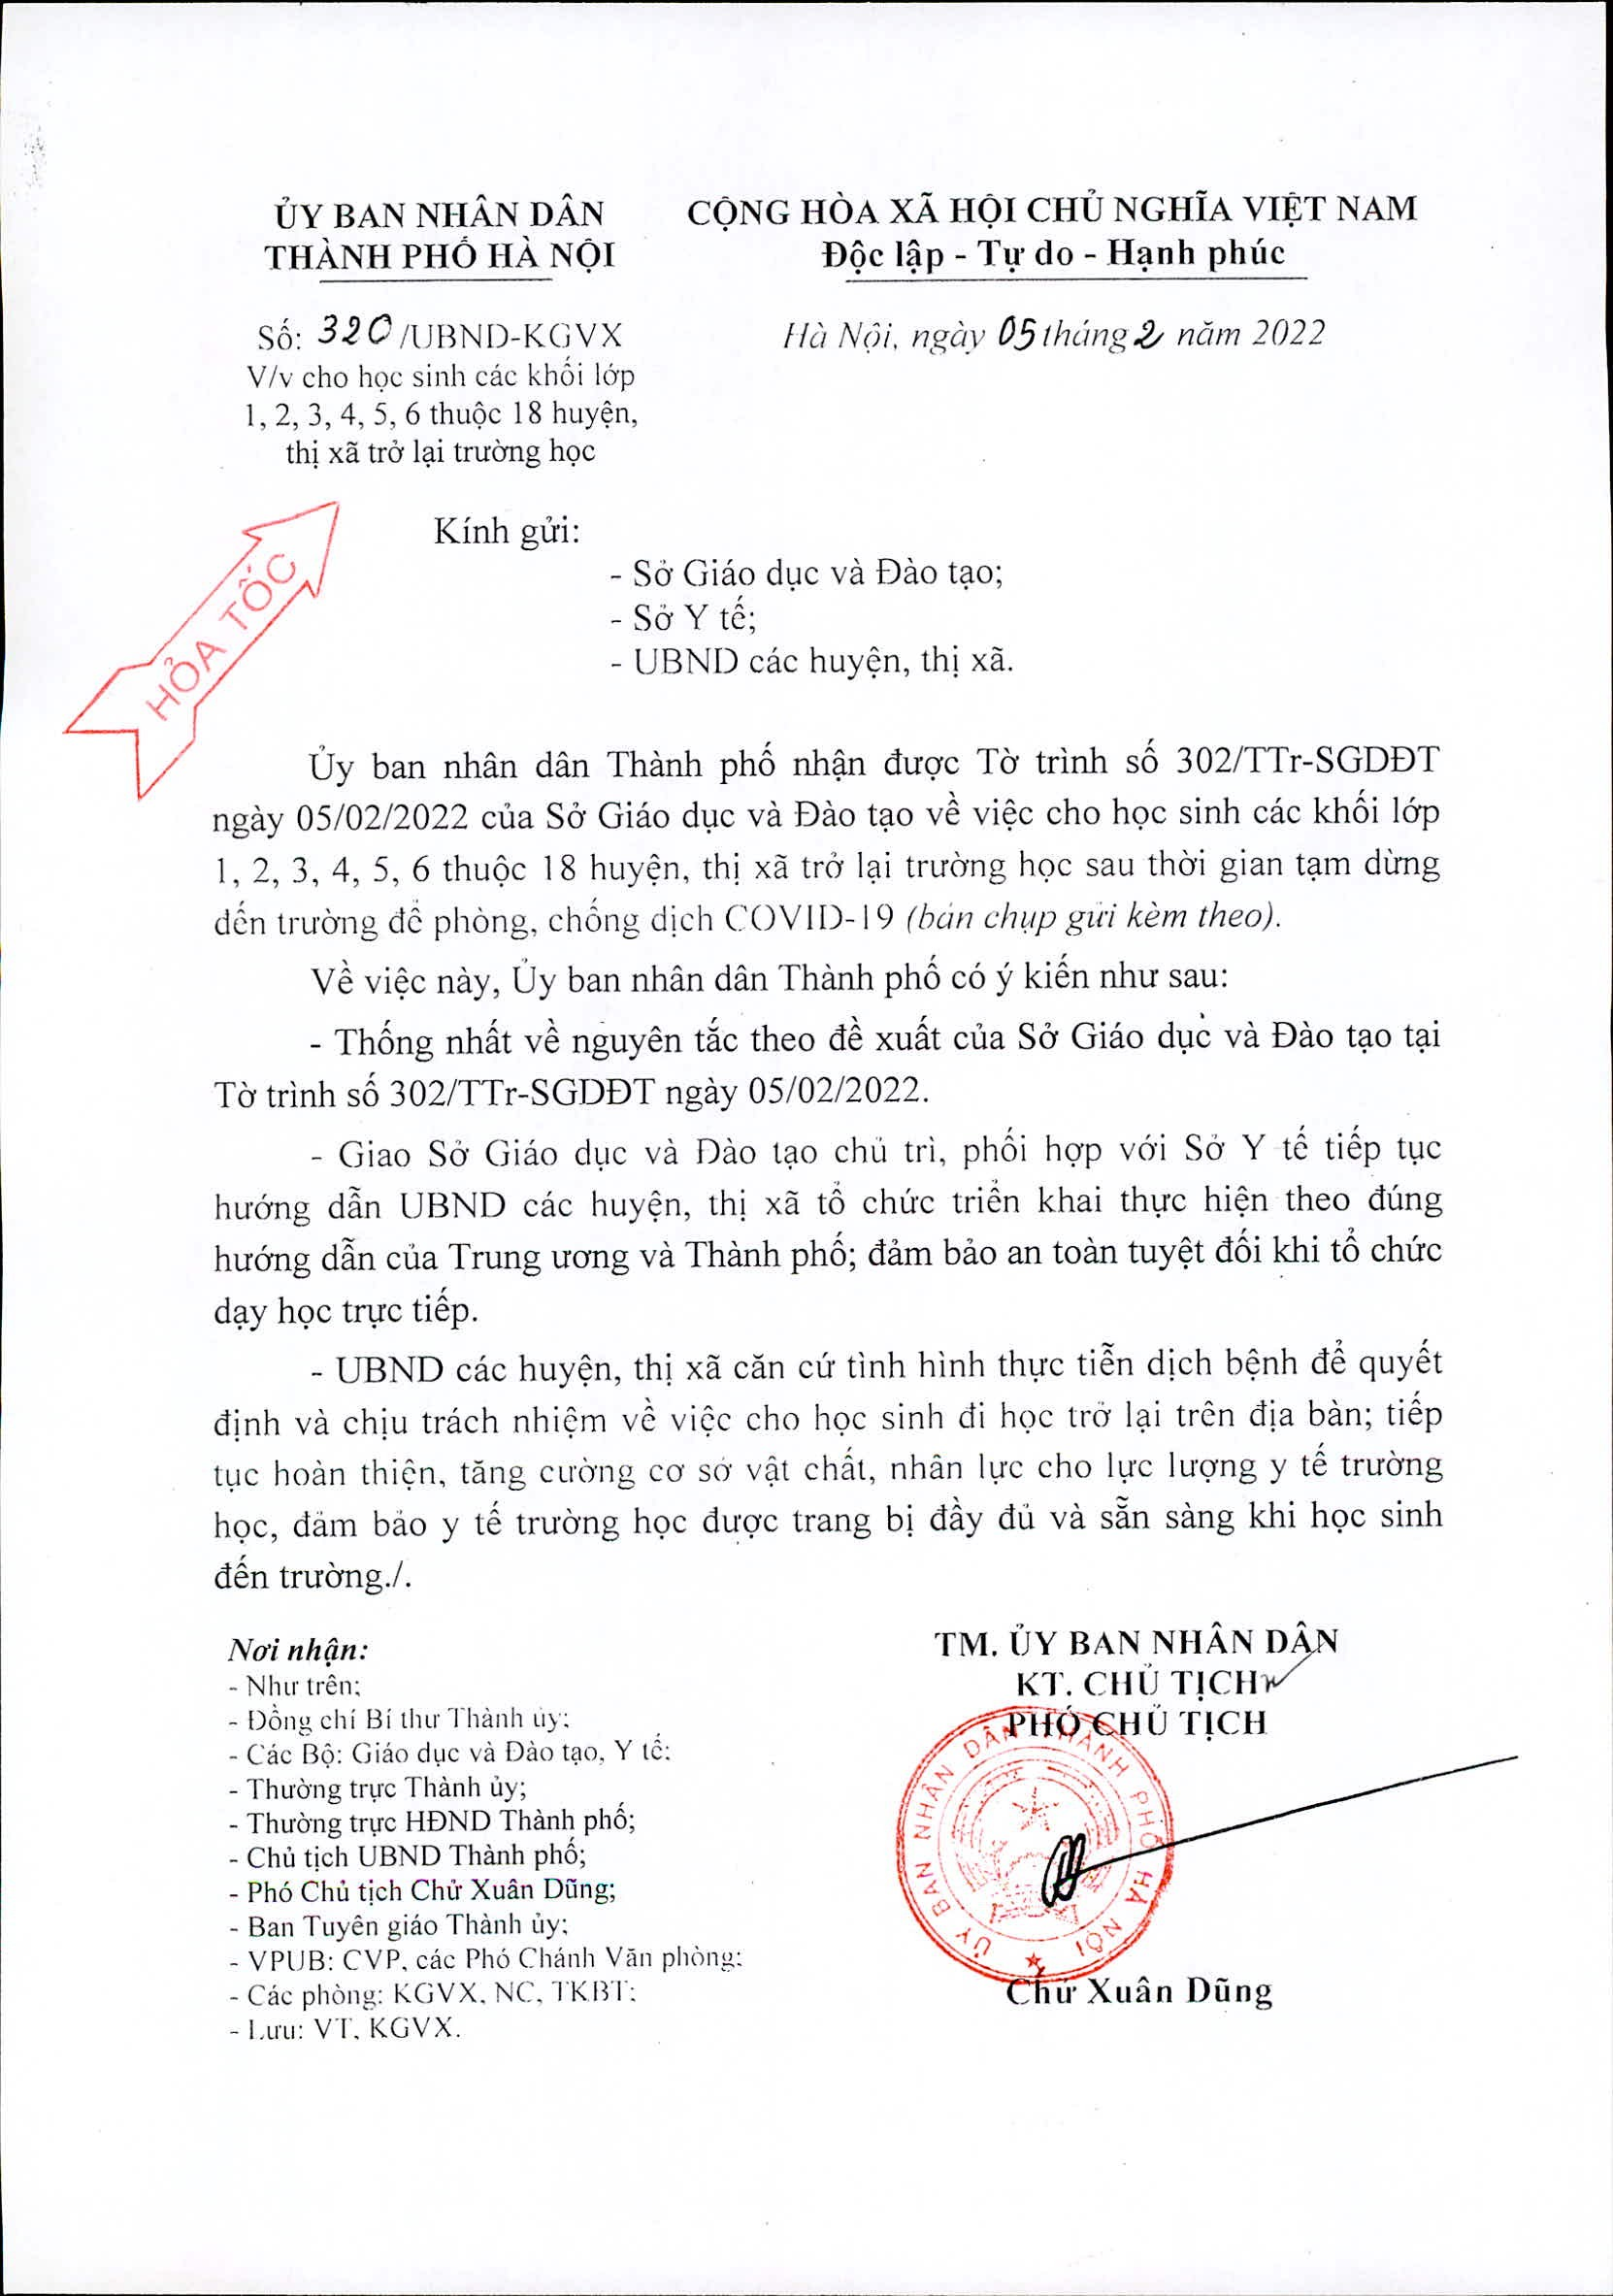 ỦY BAN NHÂN DÂN
THÀNH PHỐ HÀ NỘI
CỘNG HÒA XÃ HỘI CHỦ NGHĨA VIỆT NAM
Độc lập - Tự do - Hạnh phúc
Số: 320/UBND-KGVX
V/v cho học sinh các khối lớp
1, 2, 3, 4, 5, 6 thuộc 18 huyện,
thị xã trở lại trường học
Hà Nội, ngày 05 tháng 2 năm 2022
HỎA TỐC
Kính gửi:
- Sở Giáo dục và Đào tạo;
- Sở Y tế;
- UBND các huyện, thị xã.
Ủy ban nhân dân Thành phố nhận được Tờ trình số 302/TTr-SGDĐT
ngày 05/02/2022 của Sở Giáo dục và Đào tạo về việc cho học sinh các khối lớp
1, 2, 3, 4, 5, 6 thuộc 18 huyện, thị xã trở lại trường học sau thời gian tạm dừng
đến trường để phòng, chống dịch COVID-19 (bản chụp gửi kèm theo).
Về việc này, Ủy ban nhân dân Thành phố có ý kiến như sau:
- Thống nhất về nguyên tắc theo đề xuất của Sở Giáo dục và Đào tạo tại
Tờ trình số 302/TTr-SGDĐT ngày 05/02/2022.
- Giao Sở Giáo dục và Đào tạo chủ trì, phối hợp với Sở Y tế tiếp tục
hướng dẫn UBND các huyện, thị xã tổ chức triển khai thực hiện theo đúng
hướng dẫn của Trung ương và Thành phố; đảm bảo an toàn tuyệt đối khi tổ chức
dạy học trực tiếp.
- UBND các huyện, thị xã căn cứ tình hình thực tiễn dịch bệnh để quyết
định và chịu trách nhiệm về việc cho học sinh đi học trở lại trên địa bàn; tiếp
tục hoàn thiện, tăng cường cơ sở vật chất, nhân lực cho lực lượng y tế trường
học, đảm bảo y tế trường học được trang bị đầy đủ và sẵn sàng khi học sinh
đến trường./.
Nơi nhận:
- Như trên;
- Đồng chí Bí thư Thành ủy;
- Các Bộ: Giáo dục và Đào tạo, Y tế;
- Thường trực Thành ủy;
- Thường trực HĐND Thành phố;
- Chủ tịch UBND Thành phố;
- Phó Chủ tịch Chử Xuân Dũng;
- Ban Tuyên giáo Thành ủy;
- VPUB: CVP, các Phó Chánh Văn phòng;
- Các phòng: KGVX, NC, TKBT;
- Lưu: VT, KGVX.
TM. ỦY BAN NHÂN DÂN
KT. CHỦ TỊCH
PHÓ CHỦ TỊCH
ỦY BAN NHÂN DÂN THÀNH PHỐ HÀ NỘI
Chử Xuân Dũng